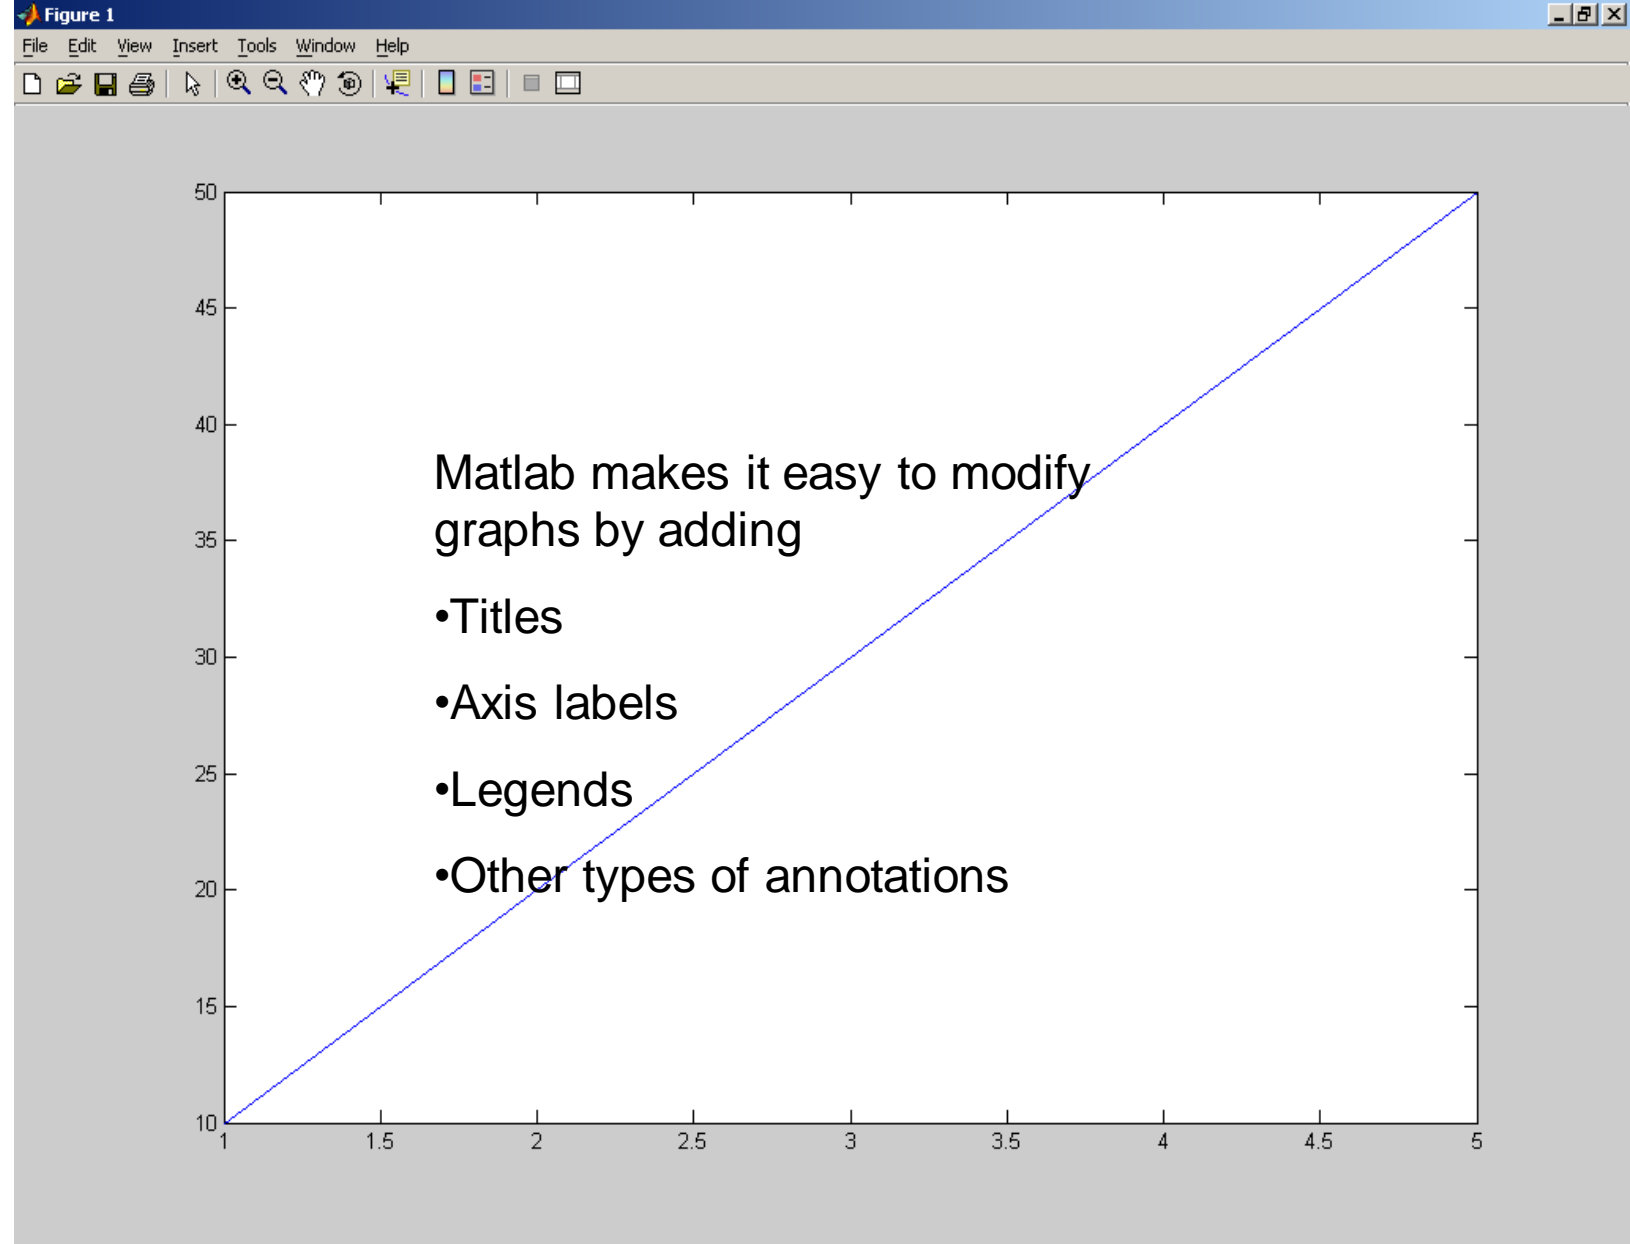 Figure 1
File Edit View Insert Tools Window Help
50
45
40
Matlab makes it easy to modify
graphs by adding
35
•Titles
30
•Axis labels
25
•Legends
20
•Other types of annotations
15
10
1 1.5 2 2.5 3 3.5 4 4.5 5